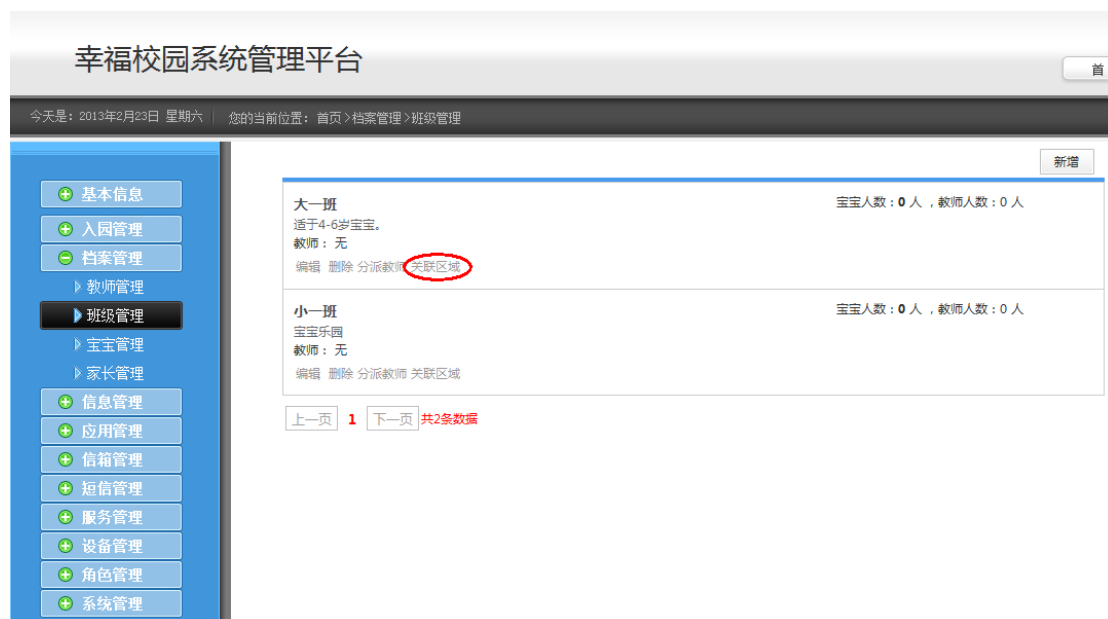 幸福校园系统管理平台
首
今天是：2013年2月23日 星期六 您的当前位置：首页>档案管理>班级管理
新增
基本信息
入园管理
档案管理
教师管理
班级管理
宝宝管理
家长管理
信息管理
应用管理
信箱管理
短信管理
服务管理
设备管理
角色管理
系统管理
大一班 宝宝人数：0 人 ，教师人数：0 人
适于4-6岁宝宝。
教师： 无
编辑 删除 分派教师 关联区域
小一班 宝宝人数：0 人 ，教师人数：0 人
宝宝乐园
教师： 无
编辑 删除 分派教师 关联区域
上一页 1 下一页 共2条数据